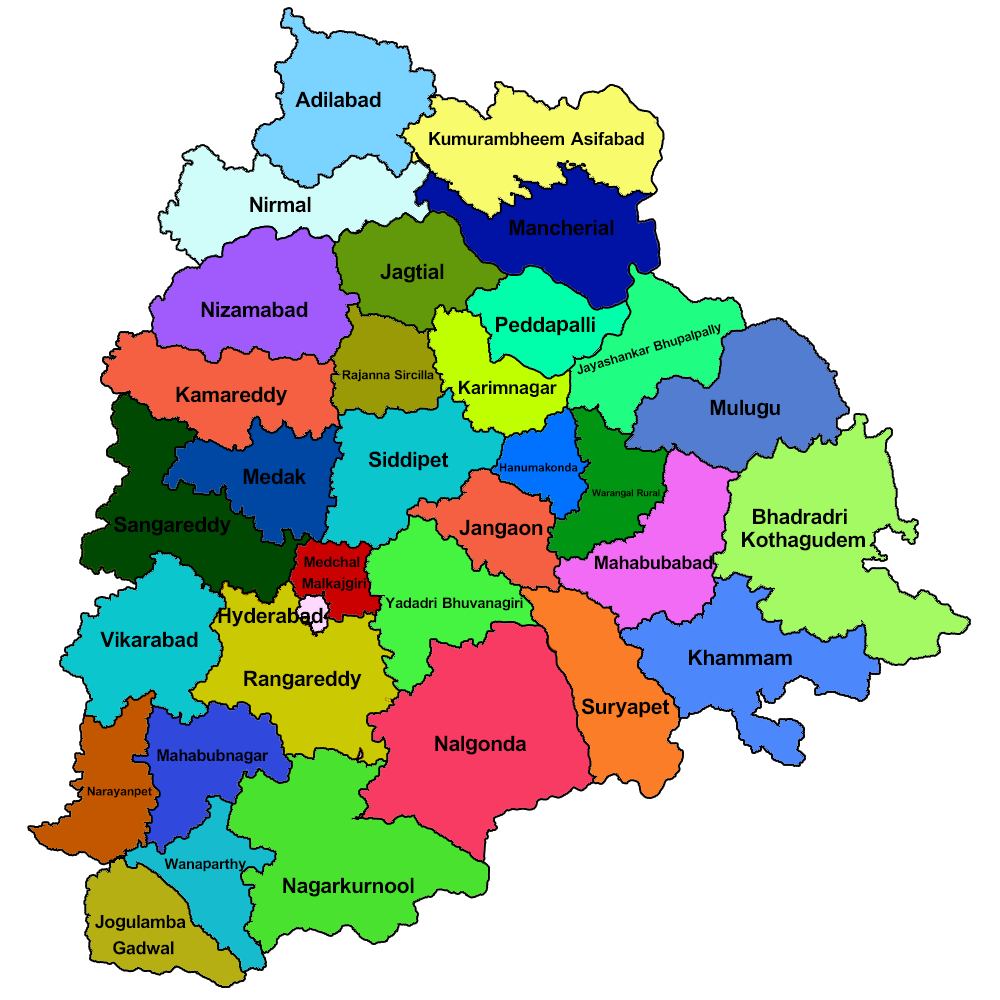 Adilabad
Kumurambheem Asifabad
Nirmal
Mancherial
Jagtial
Nizamabad
Peddapalli
Jayashankar Bhupalpally
Rajanna Sircilla
Karimnagar
Kamareddy
Mulugu
Siddipet
Hanumakonda
Medak
Warangal Rural
Sangareddy
Jangaon
Bhadradri
Kothagudem
Medchal
Malkajgiri
Mahabubabad
Yadadri Bhuvanagiri
Hyderabad
Vikarabad
Khammam
Rangareddy
Suryapet
Nalgonda
Mahabubnagar
Narayanpet
Wanaparthy
Nagarkurnool
Jogulamba
Gadwal